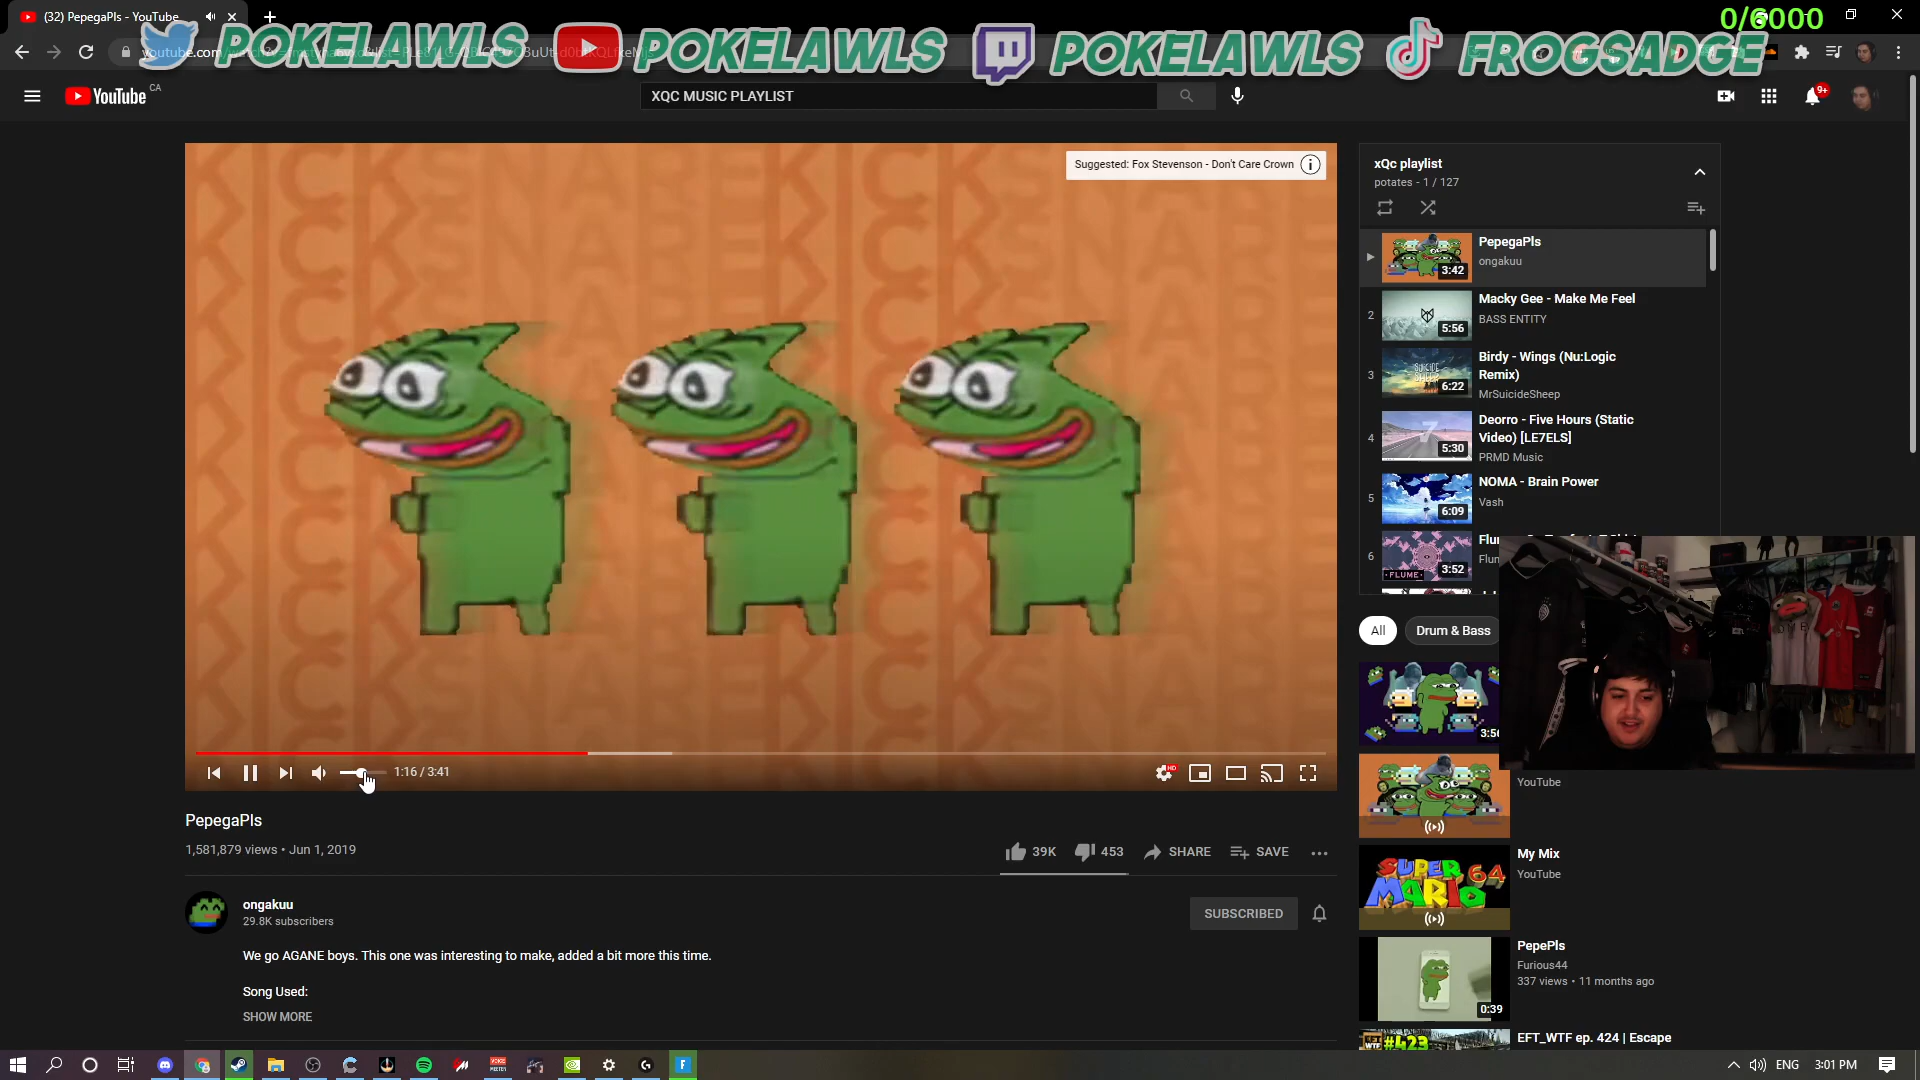 (32) PepegaPls - YouTube
0/6000
POKELAWLS
POKELAWLS
POKELAWLS
FROGSADGE
YouTube CA
XQC MUSIC PLAYLIST
9+
Suggested: Fox Stevenson - Don't Care Crown
xQc playlist
potates - 1 / 127
PepegaPls
ongakuu
3:42
2
Macky Gee - Make Me Feel
BASS ENTITY
5:56
3
Birdy - Wings (Nu:Logic
Remix)
MrSuicideSheep
6:22
4
Deorro - Five Hours (Static
Video) [LE7ELS]
PRMD Music
5:30
5
NOMA - Brain Power
Vash
6:09
6
FLUME
3:52
All
Drum & Bass
1:16 / 3:41
HD
PepegaPls
1,581,879 views • Jun 1, 2019
39K
453
SHARE
SAVE
ongakuu
29.8K subscribers
SUBSCRIBED
We go AGANE boys. This one was interesting to make, added a bit more this time.
Song Used:
SHOW MORE
YouTube
My Mix
YouTube
SUPER MARIO 64
PepePls
Furious44
337 views • 11 months ago
0:39
EFT_WTF ep. 424 | Escape
#423
ENG
3:01 PM